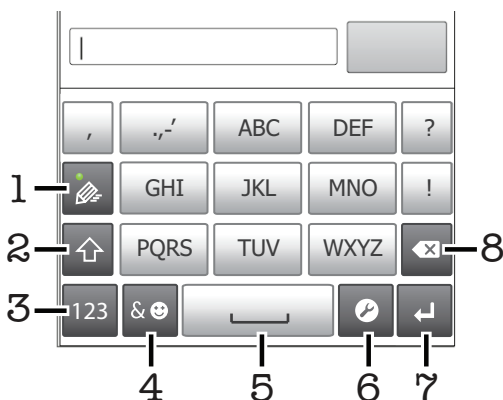 , .,-′ ABC DEF ?
1 GHI JKL MNO !
2 PQRS TUV WXYZ 8
3 123 &
4 5 6 7